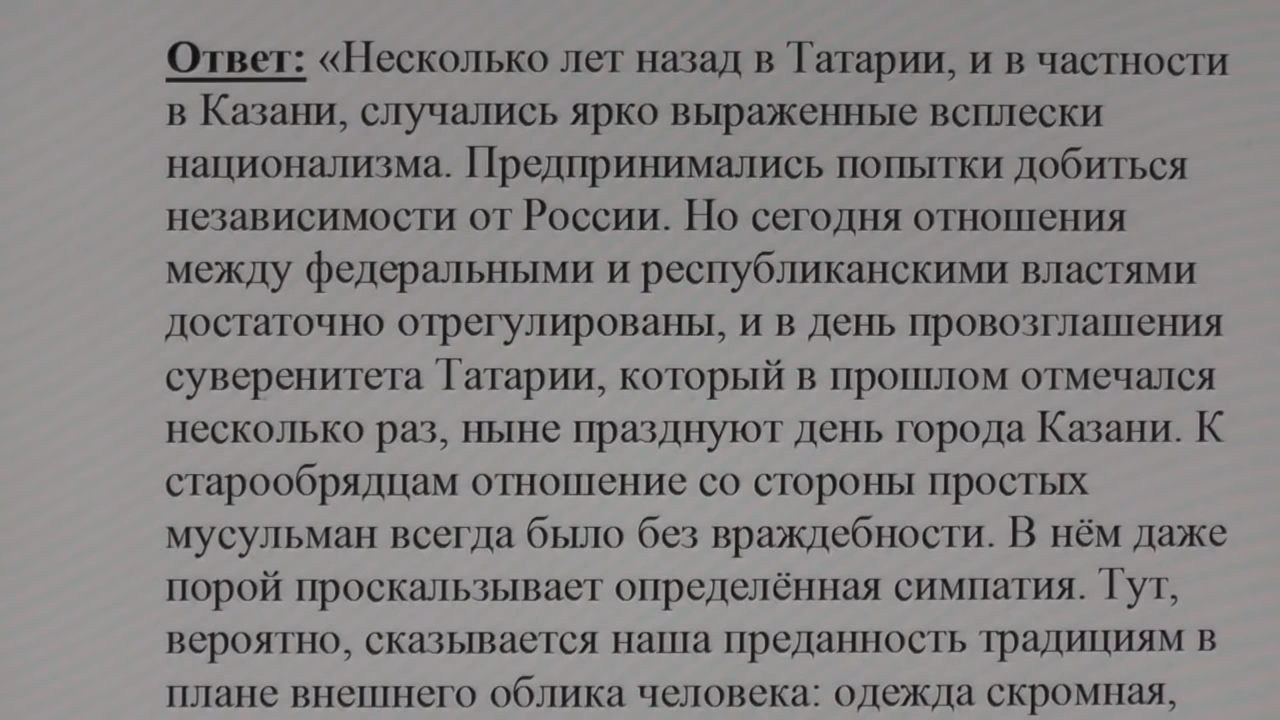 Ответ: «Несколько лет назад в Татарии, и в частности
в Казани, случались ярко выраженные всплески
национализма. Предпринимались попытки добиться
независимости от России. Но сегодня отношения
между федеральными и республиканскими властями
достаточно отрегулированы, и в день провозглашения
суверенитета Татарии, который в прошлом отмечался
несколько раз, ныне празднуют день города Казани. К
старообрядцам отношение со стороны простых
мусульман всегда было без враждебности. В нём даже
порой проскальзывает определённая симпатия. Тут,
вероятно, сказывается наша преданность традициям в
плане внешнего облика человека: одежда скромная,